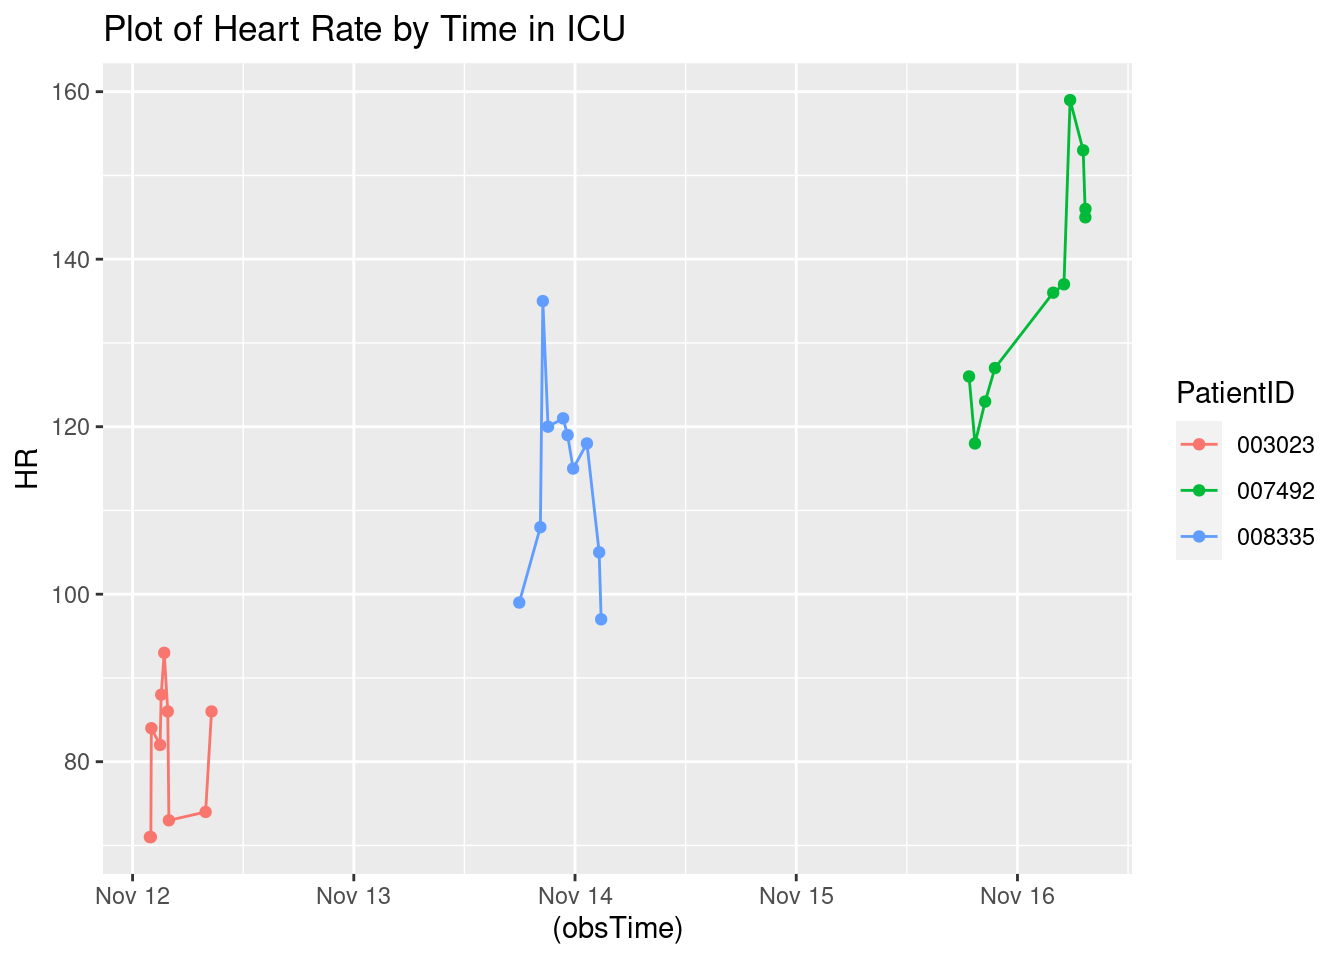 Plot of Heart Rate by Time in ICU
160
140
120
100
80
HR
Nov 12
Nov 13
Nov 14
Nov 15
Nov 16
(obsTime)
PatientID
003023
007492
008335